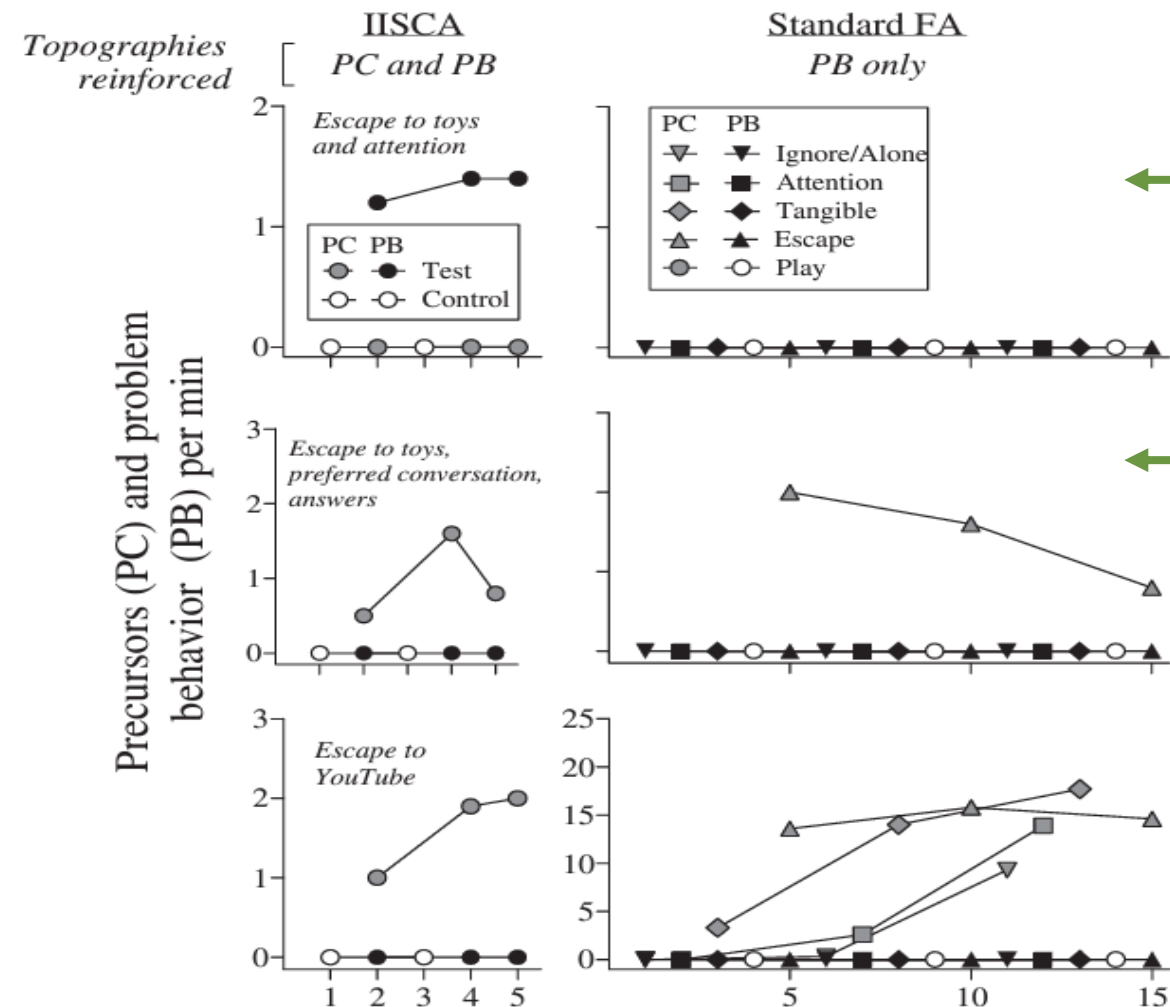 IISCA
Standard FA
Topographies
reinforced
PC and PB
PB only
Precursors (PC) and problem
behavior (PB) per min
2
1
0
Escape to toys
and attention
PC PB
Test
Control
PC PB
Ignore/Alone
Attention
Tangible
Escape
Play
3
2
1
0
Escape to toys,
preferred conversation,
answers
3
2
1
0
Escape to
YouTube
1 2 3 4 5
25
20
15
10
5
0
5 10 15